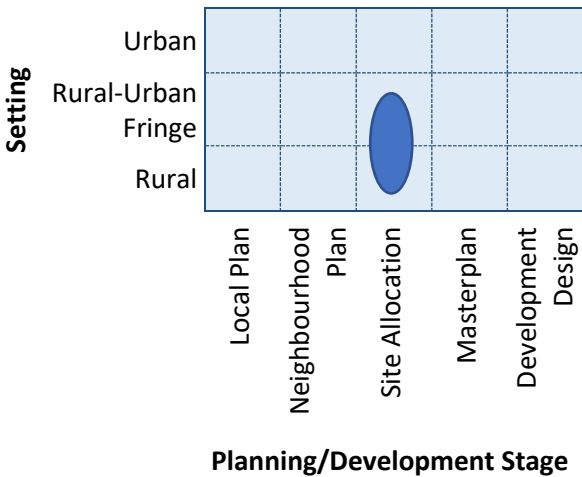 Setting
Urban
Rural-Urban
Fringe
Rural
Local Plan
Neighbourhood
Plan
Site Allocation
Masterplan
Development
Design
Planning/Development Stage